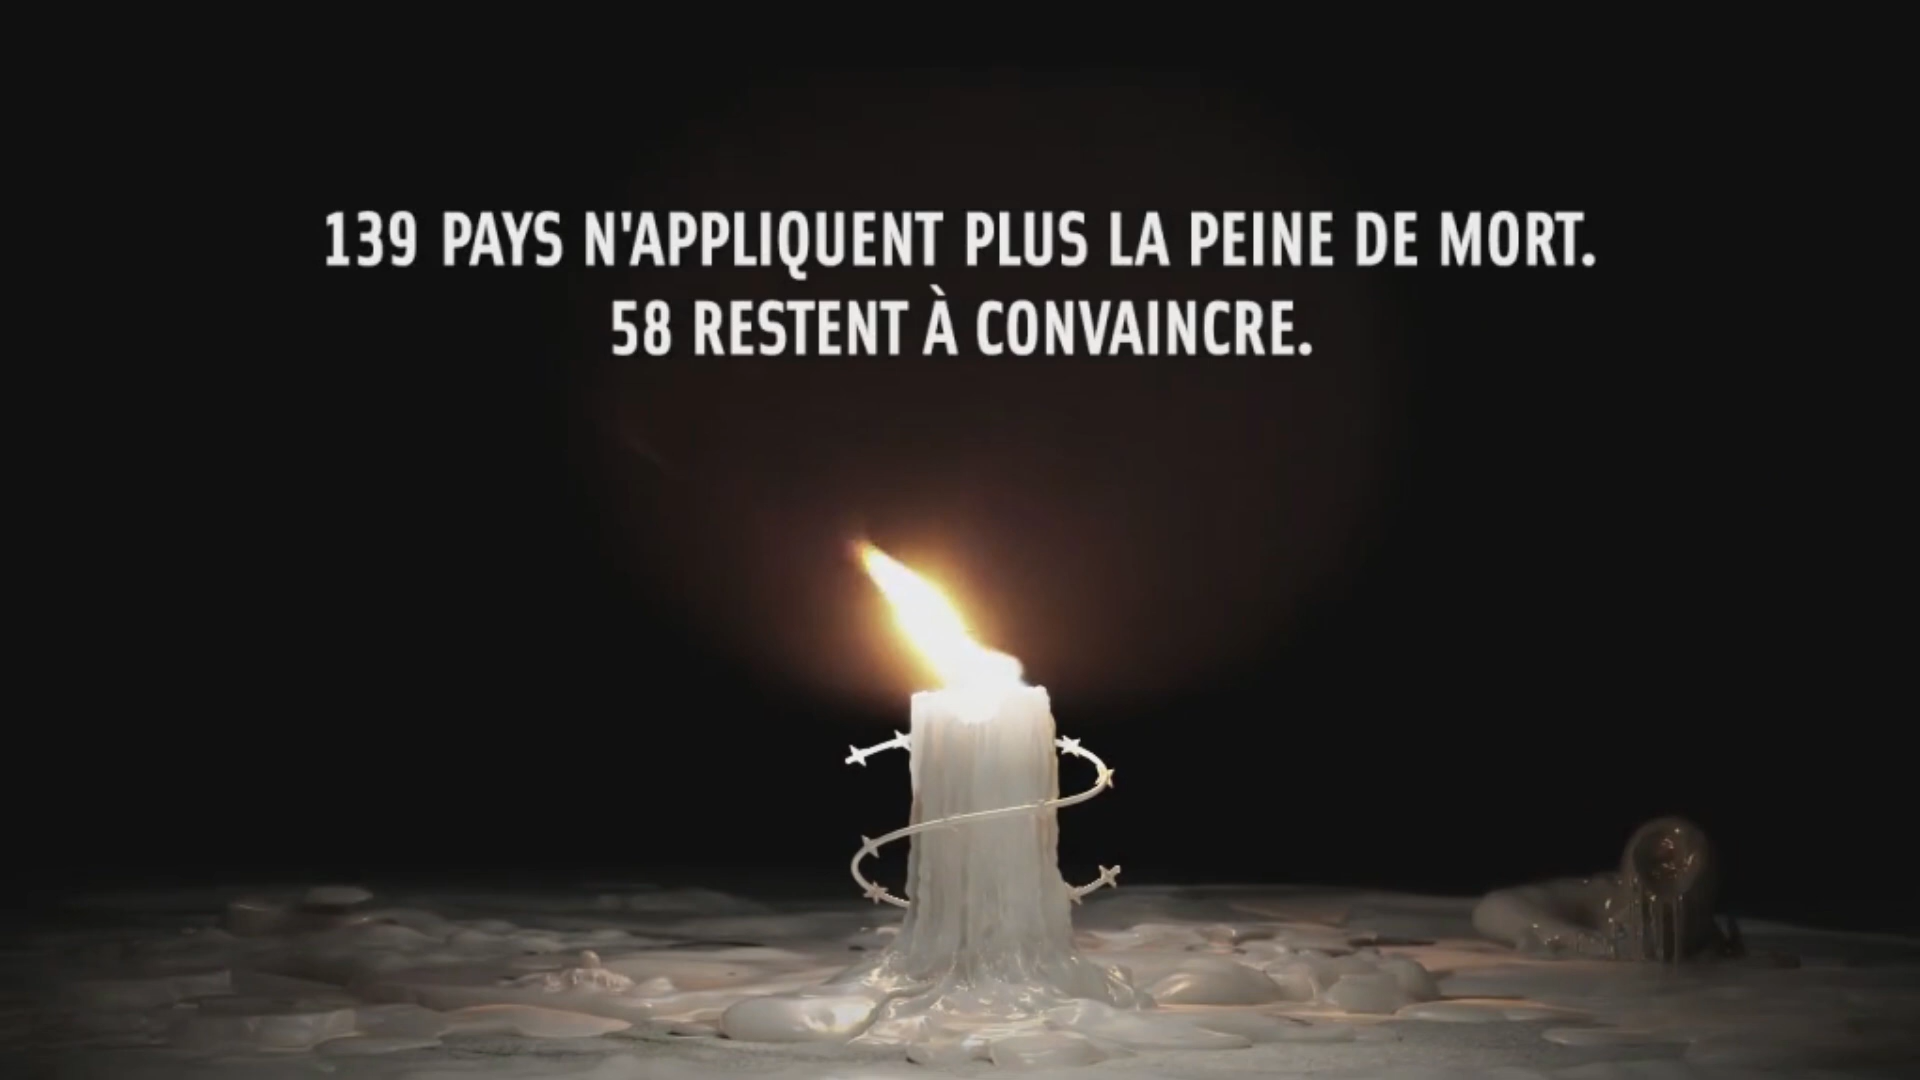 139 PAYS N'APPLIQUENT PLUS LA PEINE DE MORT.
58 RESTENT À CONVAINCRE.